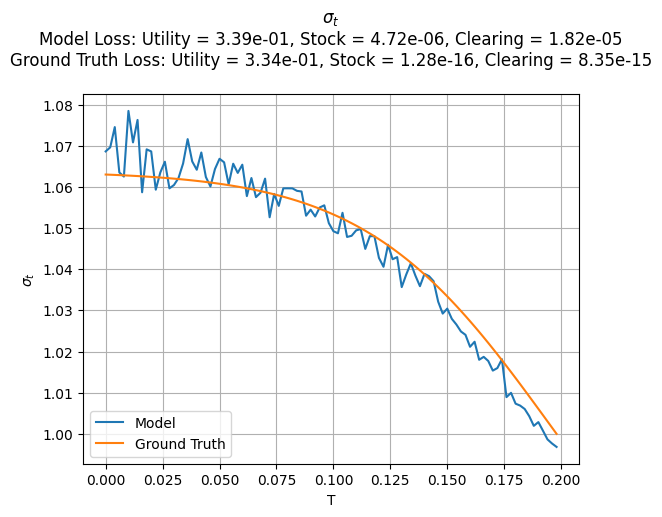 σt
Model Loss: Utility = 3.39e-01, Stock = 4.72e-06, Clearing = 1.82e-05
Ground Truth Loss: Utility = 3.34e-01, Stock = 1.28e-16, Clearing = 8.35e-15
1.08
1.07
1.06
1.05
1.04
1.03
1.02
1.01
1.00
σt
Model
Ground Truth
0.000 0.025 0.050 0.075 0.100 0.125 0.150 0.175 0.200
T